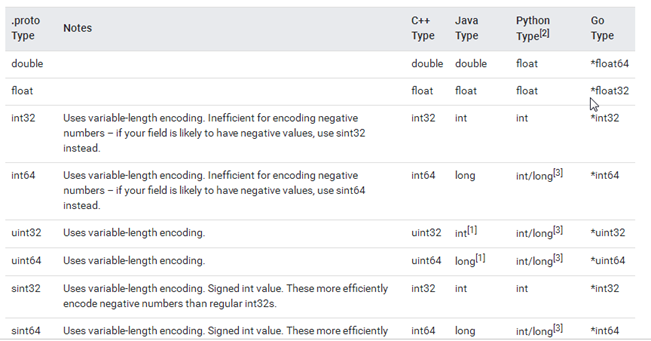 .proto Type Notes C++ Type Java Type Python Type[2] Go Type
double double double float *float64
float float float float *float32
int32 Uses variable-length encoding. Inefficient for encoding negative int32 int int *int32
numbers – if your field is likely to have negative values, use sint32
instead.
int64 Uses variable-length encoding. Inefficient for encoding negative int64 long int/long[3] *int64
numbers – if your field is likely to have negative values, use sint64
instead.
uint32 Uses variable-length encoding. uint32 int[1] int/long[3] *uint32
uint64 Uses variable-length encoding. uint64 long[1] int/long[3] *uint64
sint32 Uses variable-length encoding. Signed int value. These more efficiently int32 int int *int32
encode negative numbers than regular int32s.
sint64 Uses variable-length encoding. Signed int value. These more efficiently int64 long int/long[3] *int64